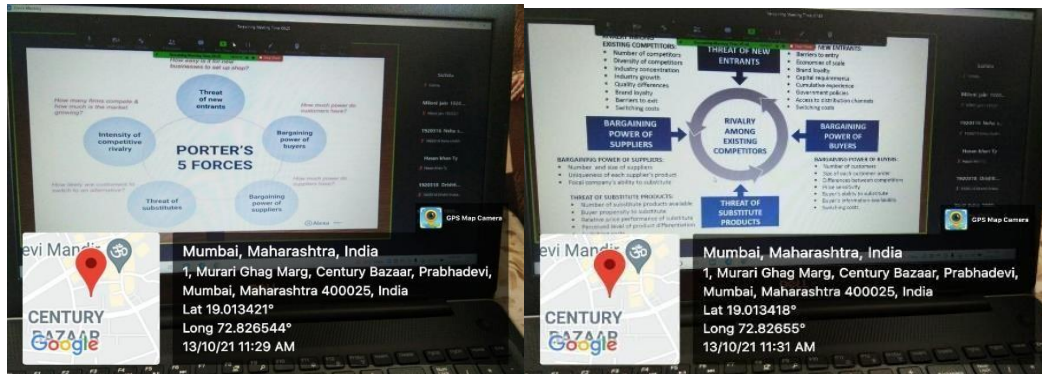 How easy is it for new
businesses to set up shop?
Threat
of new
entrants
How many firms compete &
how much is the market
growing?
How much power do
customers have?
Intensity of
competitive
rivalry
Bargaining
power of
buyers
PORTER'S
5 FORCES
How likely are customers to
switch to an alternative?
How much power do
suppliers have?
Threat of
substitutes
Bargaining
power of
suppliers
GPS Map Camera
evi Mandir
CENTURY
BAZAAR
Google
Mumbai, Maharashtra, India
1, Murari Ghag Marg, Century Bazaar, Prabhadevi,
Mumbai, Maharashtra 400025, India
Lat 19.013421°
Long 72.826544°
13/10/21 11:29 AM
EXISTING COMPETITORS:
• Number of competitors
• Diversity of competitors
• Industry concentration
• Industry growth
• Quality differences
• Brand loyalty
• Barriers to exit
• Switching costs
THREAT OF NEW
ENTRANTS
NEW ENTRANTS:
• Barriers to entry
• Economies of scale
• Brand loyalty
• Capital requirements
• Cumulative experience
• Government policies
• Access to distribution channels
• Switching costs
BARGAINING
POWER OF
SUPPLIERS
RIVALRY
AMONG
EXISTING
COMPETITORS
BARGAINING
POWER OF
BUYERS
BARGAINING POWER OF SUPPLIERS:
• Number and size of suppliers
• Uniqueness of each supplier's product
• Focal company's ability to substitute
BARGAINING POWER OF BUYERS:
• Number of customers
• Size of each customer order
• Differences between competitors
• Price sensitivity
• Buyer's ability to substitute
• Buyer's information availability
• Switching costs
THREAT OF SUBSTITUTE PRODUCTS:
• Number of substitute products available
• Buyer propensity to substitute
• Relative price performance of substitute
• Perceived level of product differentiation
THREAT OF
SUBSTITUTE
PRODUCTS
GPS Map Camera
evi Mandir
CENTURY
BAZAAR
Google
Mumbai, Maharashtra, India
1, Murari Ghag Marg, Century Bazaar, Prabhadevi,
Mumbai, Maharashtra 400025, India
Lat 19.013418°
Long 72.82655°
13/10/21 11:31 AM